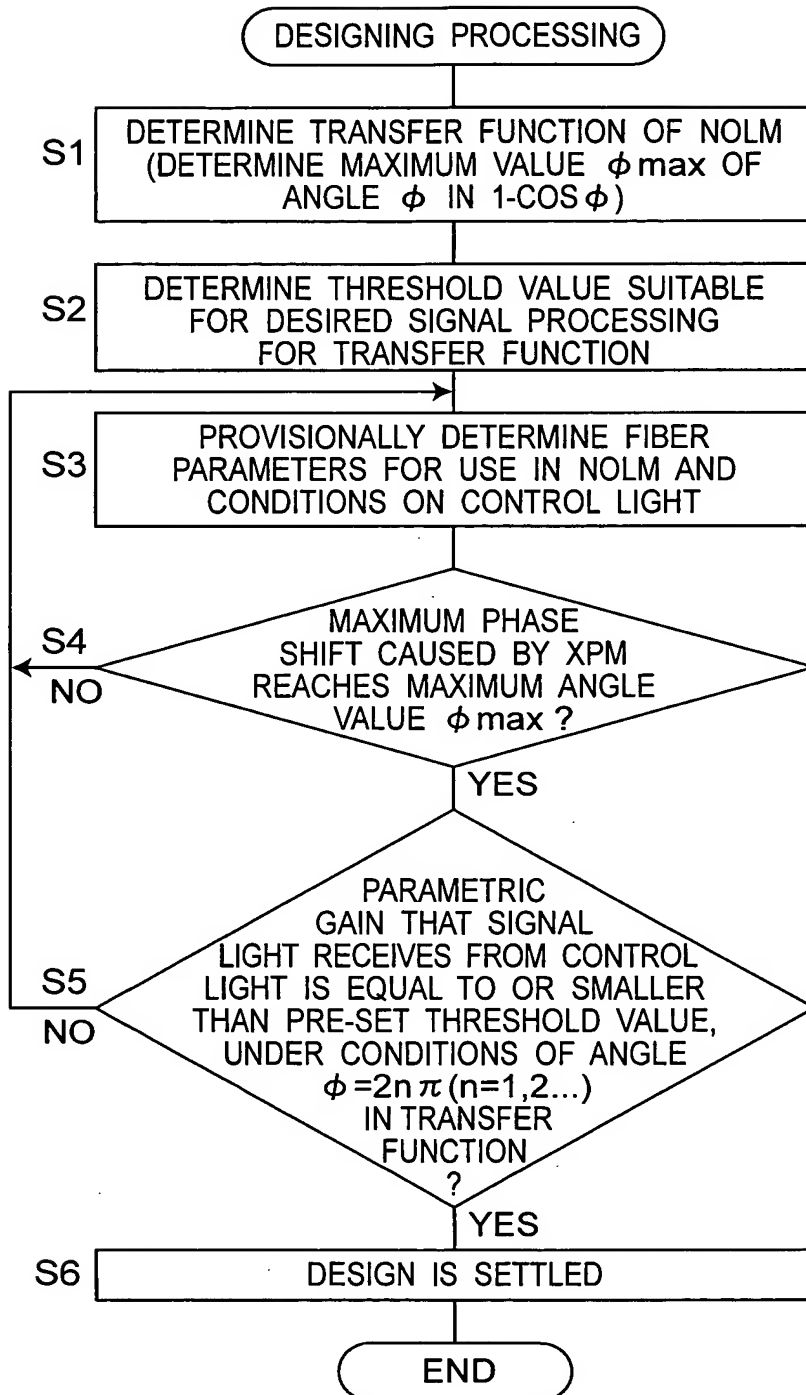 DESIGNING PROCESSING
S1
DETERMINE TRANSFER FUNCTION OF NOLM
(DETERMINE MAXIMUM VALUE ϕmax OF
ANGLE ϕ IN 1-COSϕ)
S2
DETERMINE THRESHOLD VALUE SUITABLE
FOR DESIRED SIGNAL PROCESSING
FOR TRANSFER FUNCTION
S3
PROVISIONALLY DETERMINE FIBER
PARAMETERS FOR USE IN NOLM AND
CONDITIONS ON CONTROL LIGHT
S4
NO
MAXIMUM PHASE
SHIFT CAUSED BY XPM
REACHES MAXIMUM ANGLE
VALUE ϕmax ?
YES
S5
NO
PARAMETRIC
GAIN THAT SIGNAL
LIGHT RECEIVES FROM CONTROL
LIGHT IS EQUAL TO OR SMALLER
THAN PRE-SET THRESHOLD VALUE,
UNDER CONDITIONS OF ANGLE
ϕ=2nπ(n=1,2...)
IN TRANSFER
FUNCTION
?
YES
S6
DESIGN IS SETTLED
END